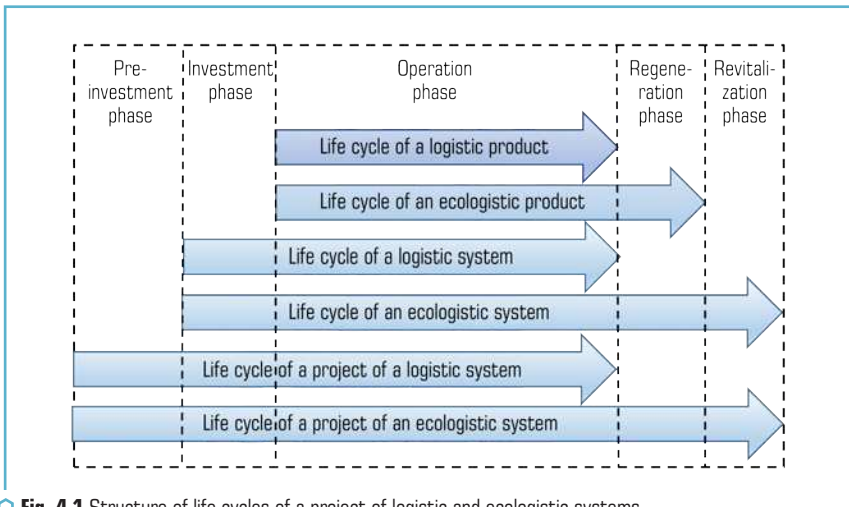 Pre-
investment
phase
Investment
phase
Operation
phase
Regene-
ration
phase
Revitali-
zation
phase
Life cycle of a logistic product
Life cycle of an ecologistic product
Life cycle of a logistic system
Life cycle of an ecologistic system
Life cycle of a project of a logistic system
Life cycle of a project of an ecologistic system
Fig. 4.1 Structure of life cycles of a project of logistic and ecologistic systems